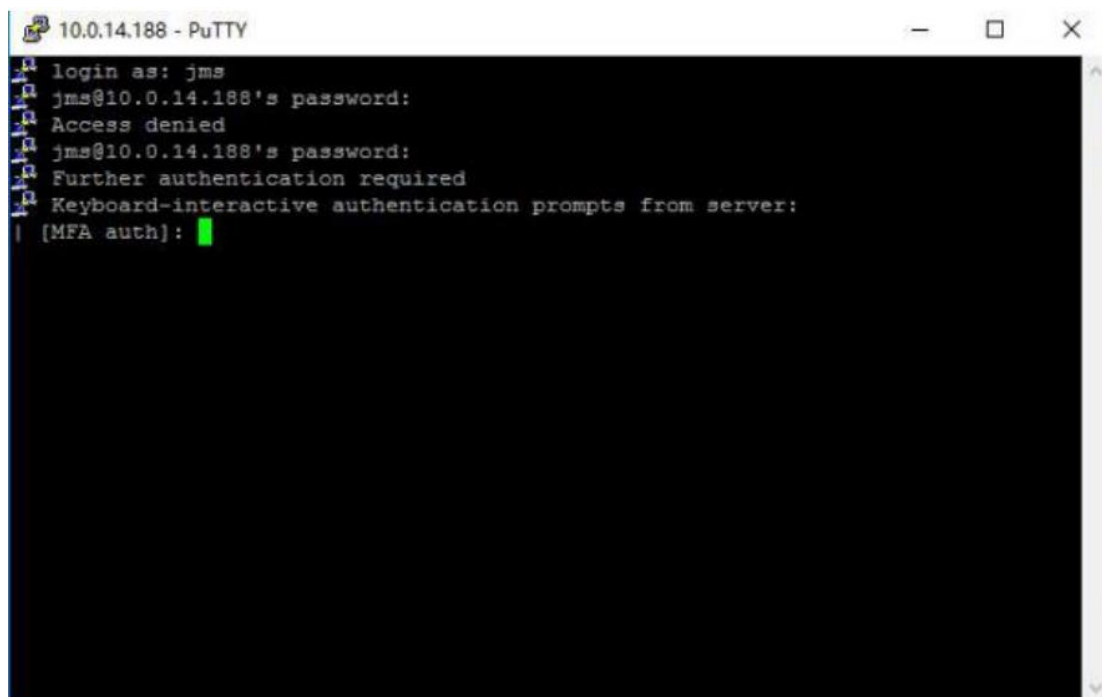 10.0.14.188 - PuTTY
login as: jms
jms@10.0.14.188's password:
Access denied
jms@10.0.14.188's password:
Further authentication required
Keyboard-interactive authentication prompts from server:
| [MFA auth]: